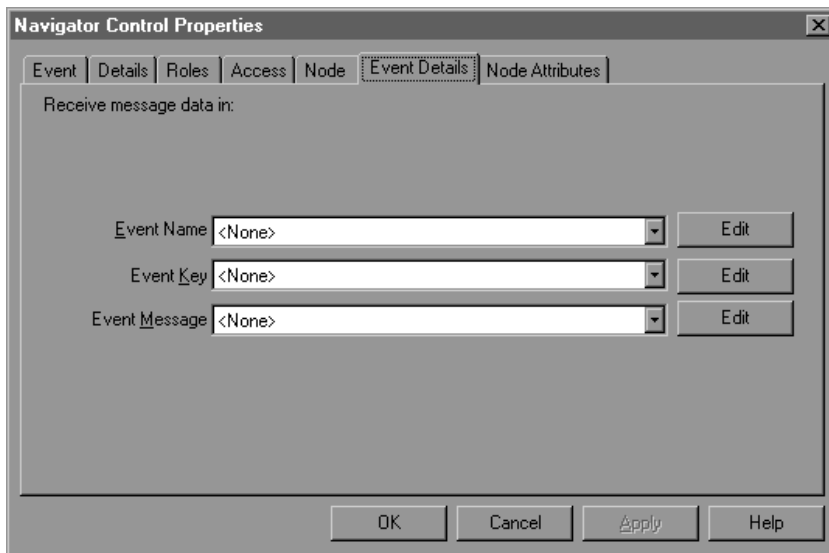 Navigator Control Properties
Event Details Roles Access Node Event Details Node Attributes
Receive message data in:
Event Name <None> Edit
Event Key <None> Edit
Event Message <None> Edit
OK Cancel Apply Help